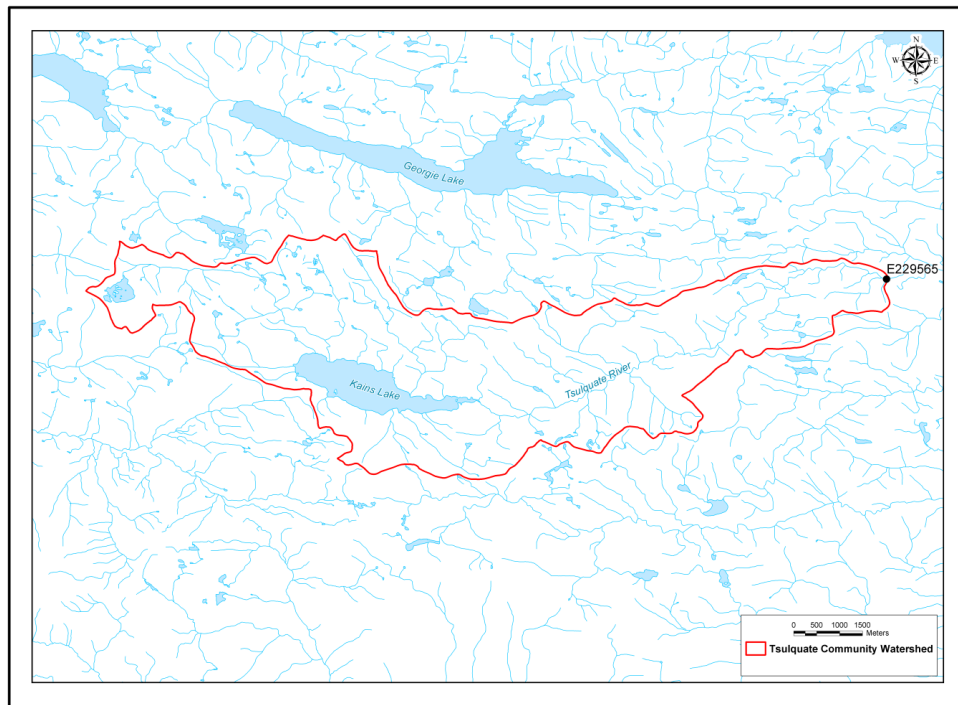 N
W E
S
Georgie Lake
E229565
Kains Lake
Tsulquate River
0 500 1000 1500
Meters
Tsulquate Community Watershed